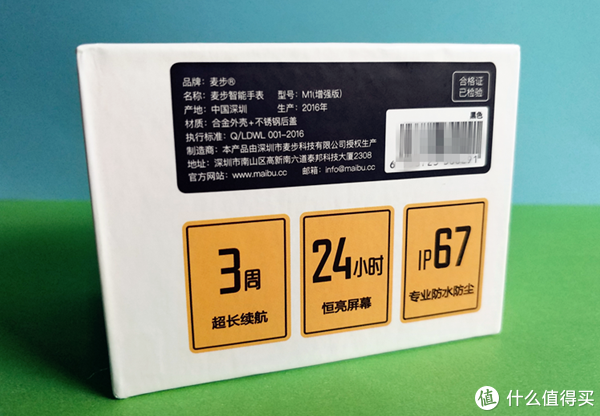 品牌：麦步®
名称：麦步智能手表 型号：M1(增强版)
产地：中国深圳 生产：2016年
材质：合金外壳+不锈钢后盖
执行标准：Q/LDWL 001-2016
制造商：本产品由深圳市麦步科技有限公司授权生产
地址：深圳市南山区高新南六道泰邦科技大厦2308
官方网站：www.maibu.cc 邮箱：info@maibu.cc
合格证
已检验
黑色
3周
超长续航
24小时
恒亮屏幕
IP67
专业防水防尘
值 什么值得买